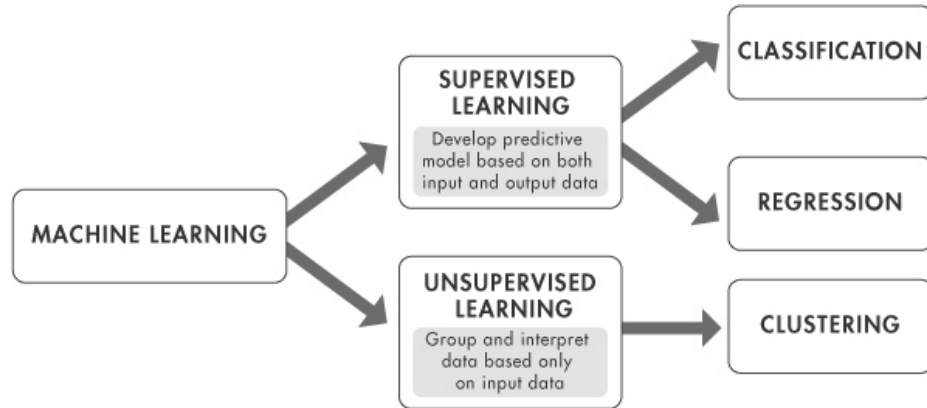 MACHINE LEARNING
SUPERVISED
LEARNING
Develop predictive
model based on both
input and output data
UNSUPERVISED
LEARNING
Group and interpret
data based only
on input data
CLASSIFICATION
REGRESSION
CLUSTERING